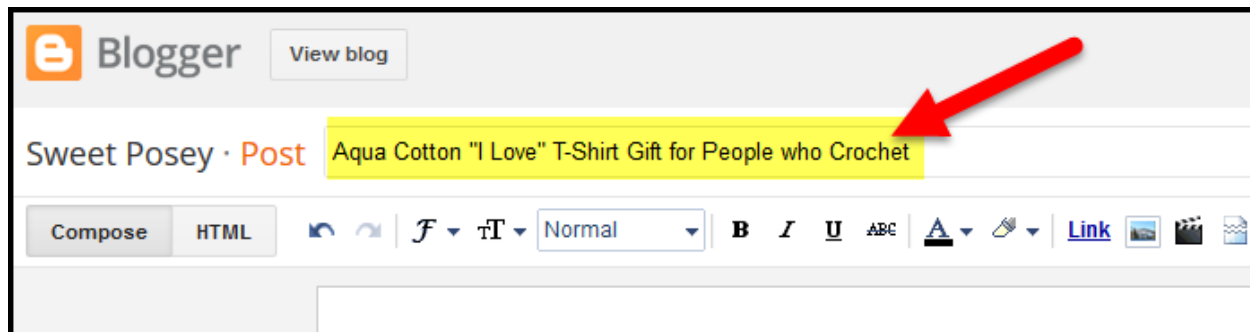 Blogger View blog
Sweet Posey · Post Aqua Cotton "I Love" T-Shirt Gift for People who Crochet
Compose HTML F TT Normal B I U ABC A Link